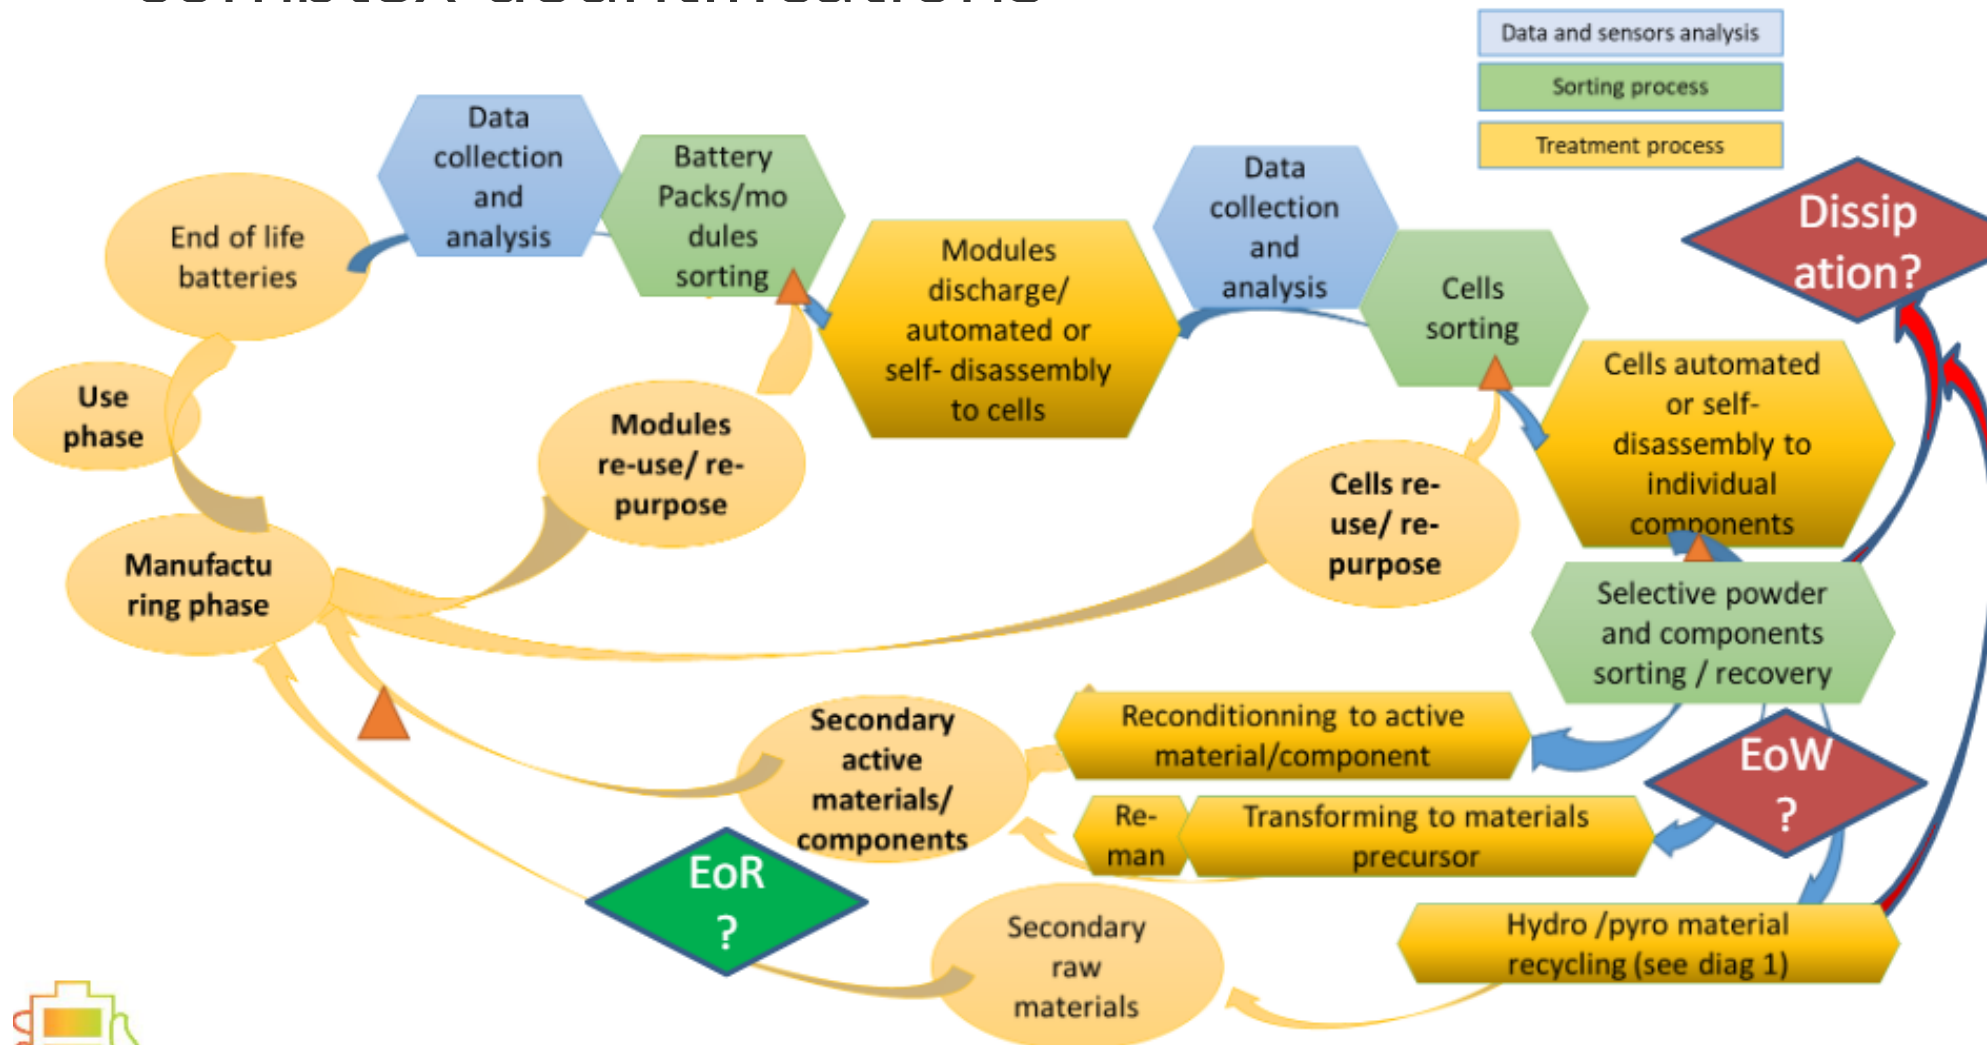 Data and sensors analysis
Sorting process
Treatment process
Data
collection
and
analysis
Battery
Packs/mo
dules
sorting
End of life
batteries
Modules
discharge/
automated or
self- disassembly
to cells
Data
collection
and
analysis
Cells
sorting
Dissip
ation?
Cells automated
or self-
disassembly to
individual
components
Use
phase
Modules
re-use/ re-
purpose
Cells re-
use/ re-
purpose
Manufactu
ring phase
Selective powder
and components
sorting / recovery
Secondary
active
materials/
components
Reconditionning to active
material/component
EoW
?
Re-
man
Transforming to materials
precursor
EoR
?
Secondary
raw
materials
Hydro /pyro material
recycling (see diag 1)